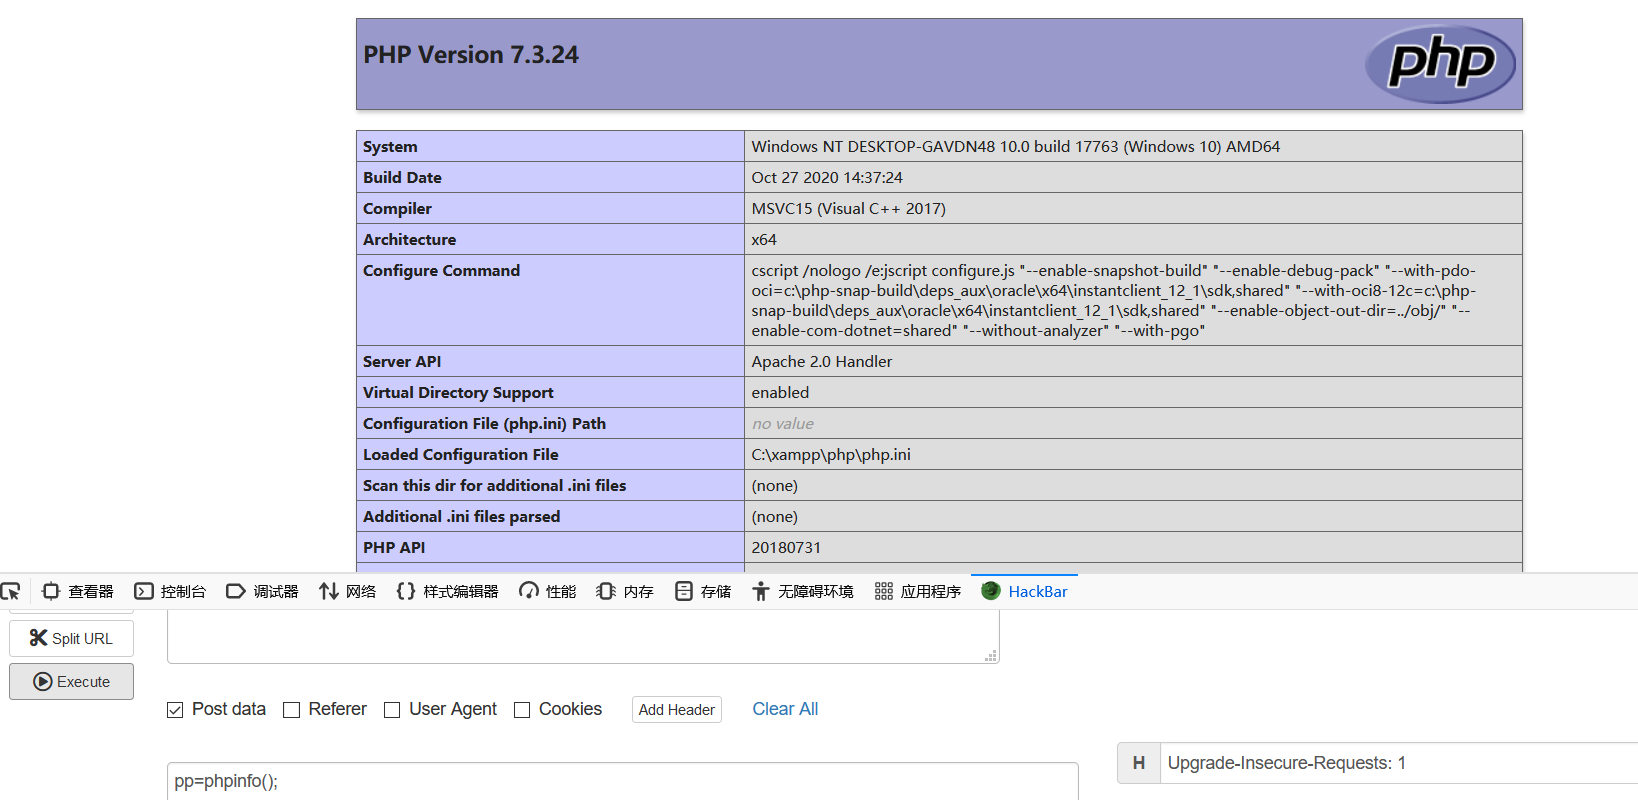 PHP Version 7.3.24
php
System Windows NT DESKTOP-GAVDN48 10.0 build 17763 (Windows 10) AMD64
Build Date Oct 27 2020 14:37:24
Compiler MSVC15 (Visual C++ 2017)
Architecture x64
Configure Command cscript /nologo /e:jscript configure.js "--enable-snapshot-build" "--enable-debug-pack" "--with-pdo-
oci=c:\php-snap-build\deps_aux\oracle\x64\instantclient_12_1\sdk,shared" "--with-oci8-12c=c:\php-
snap-build\deps_aux\oracle\x64\instantclient_12_1\sdk,shared" "--enable-object-out-dir=../obj/" "--
enable-com-dotnet=shared" "--without-analyzer" "--with-pgo"
Server API Apache 2.0 Handler
Virtual Directory Support enabled
Configuration File (php.ini) Path no value
Loaded Configuration File C:\xampp\php\php.ini
Scan this dir for additional .ini files (none)
Additional .ini files parsed (none)
PHP API 20180731
查看器 控制台 调试器 网络 样式编辑器 性能 内存 存储 无障碍环境 应用程序 HackBar
Split URL
Execute
Post data Referer User Agent Cookies Add Header Clear All
H Upgrade-Insecure-Requests: 1
pp=phpinfo();